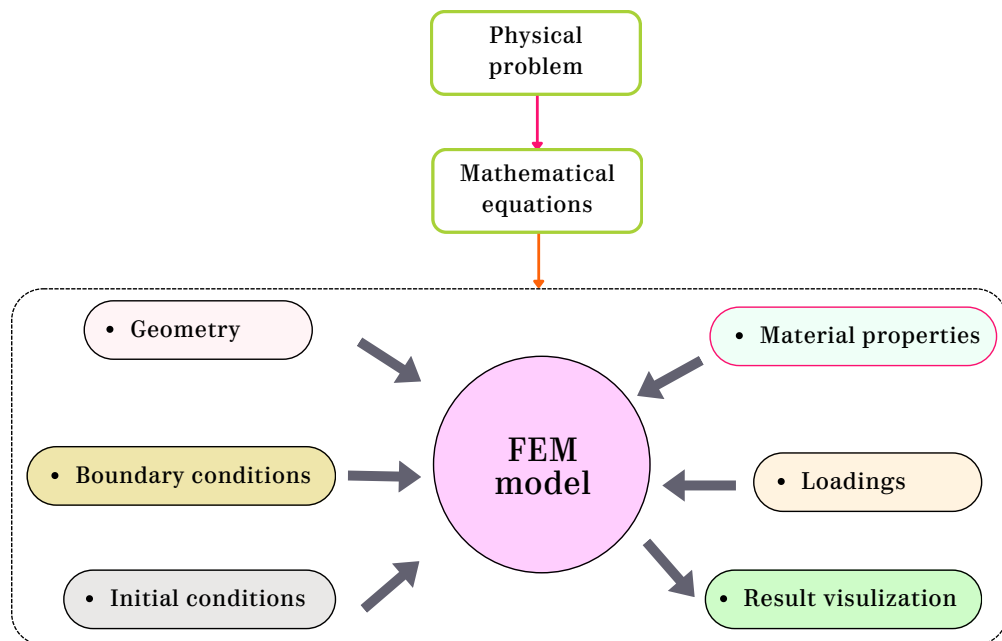 Physical
problem
Mathematical
equations
• Geometry
• Material properties
FEM
model
• Boundary conditions
• Loadings
• Initial conditions
• Result visulization